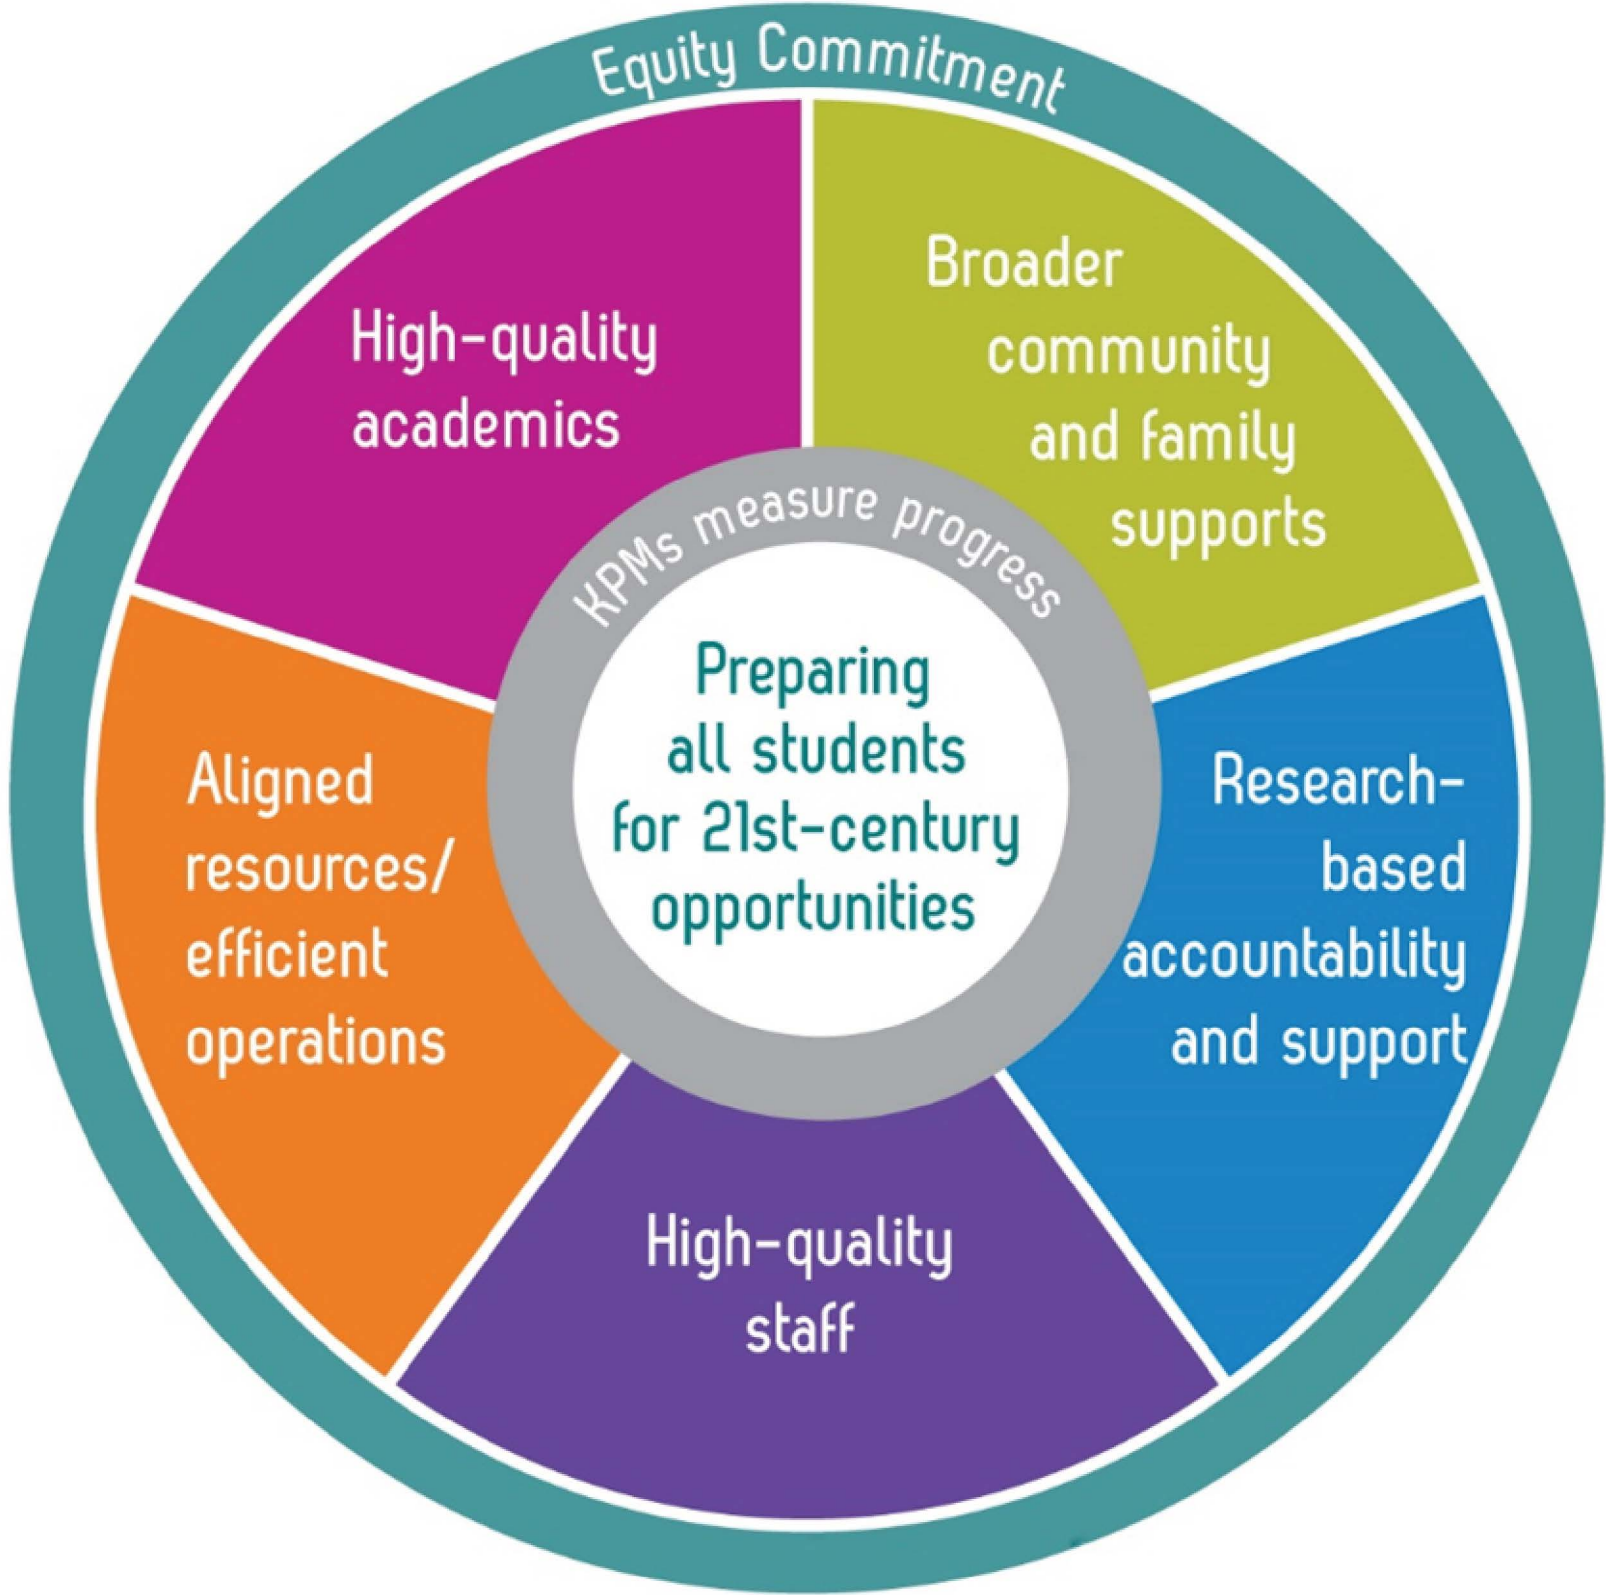 Equity Commitment
High-quality
academics
Broader
community
and family
supports
KPMs measure progress
Preparing
all students
for 21st-century
opportunities
Aligned
resources/
efficient
operations
Research-
based
accountability
and support
High-quality
staff